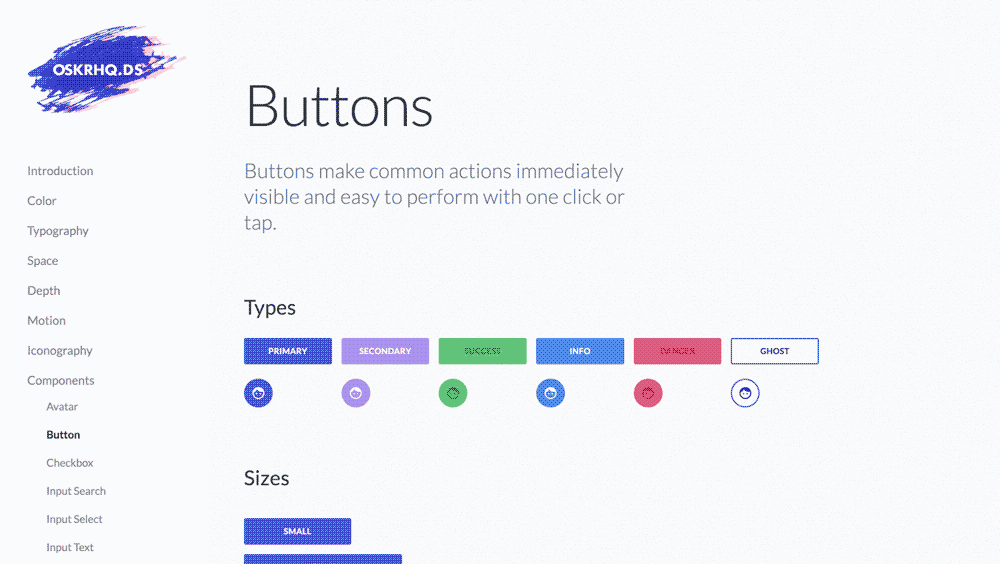 OSKRHQ.DS
Introduction
Color
Typography
Space
Depth
Motion
Iconography
Components
Avatar
Button
Checkbox
Input Search
Input Select
Input Text
Buttons
Buttons make common actions immediately
visible and easy to perform with one click or
tap.
Types
PRIMARY SECONDARY SUCCESS INFO DANGER GHOST
Sizes
SMALL